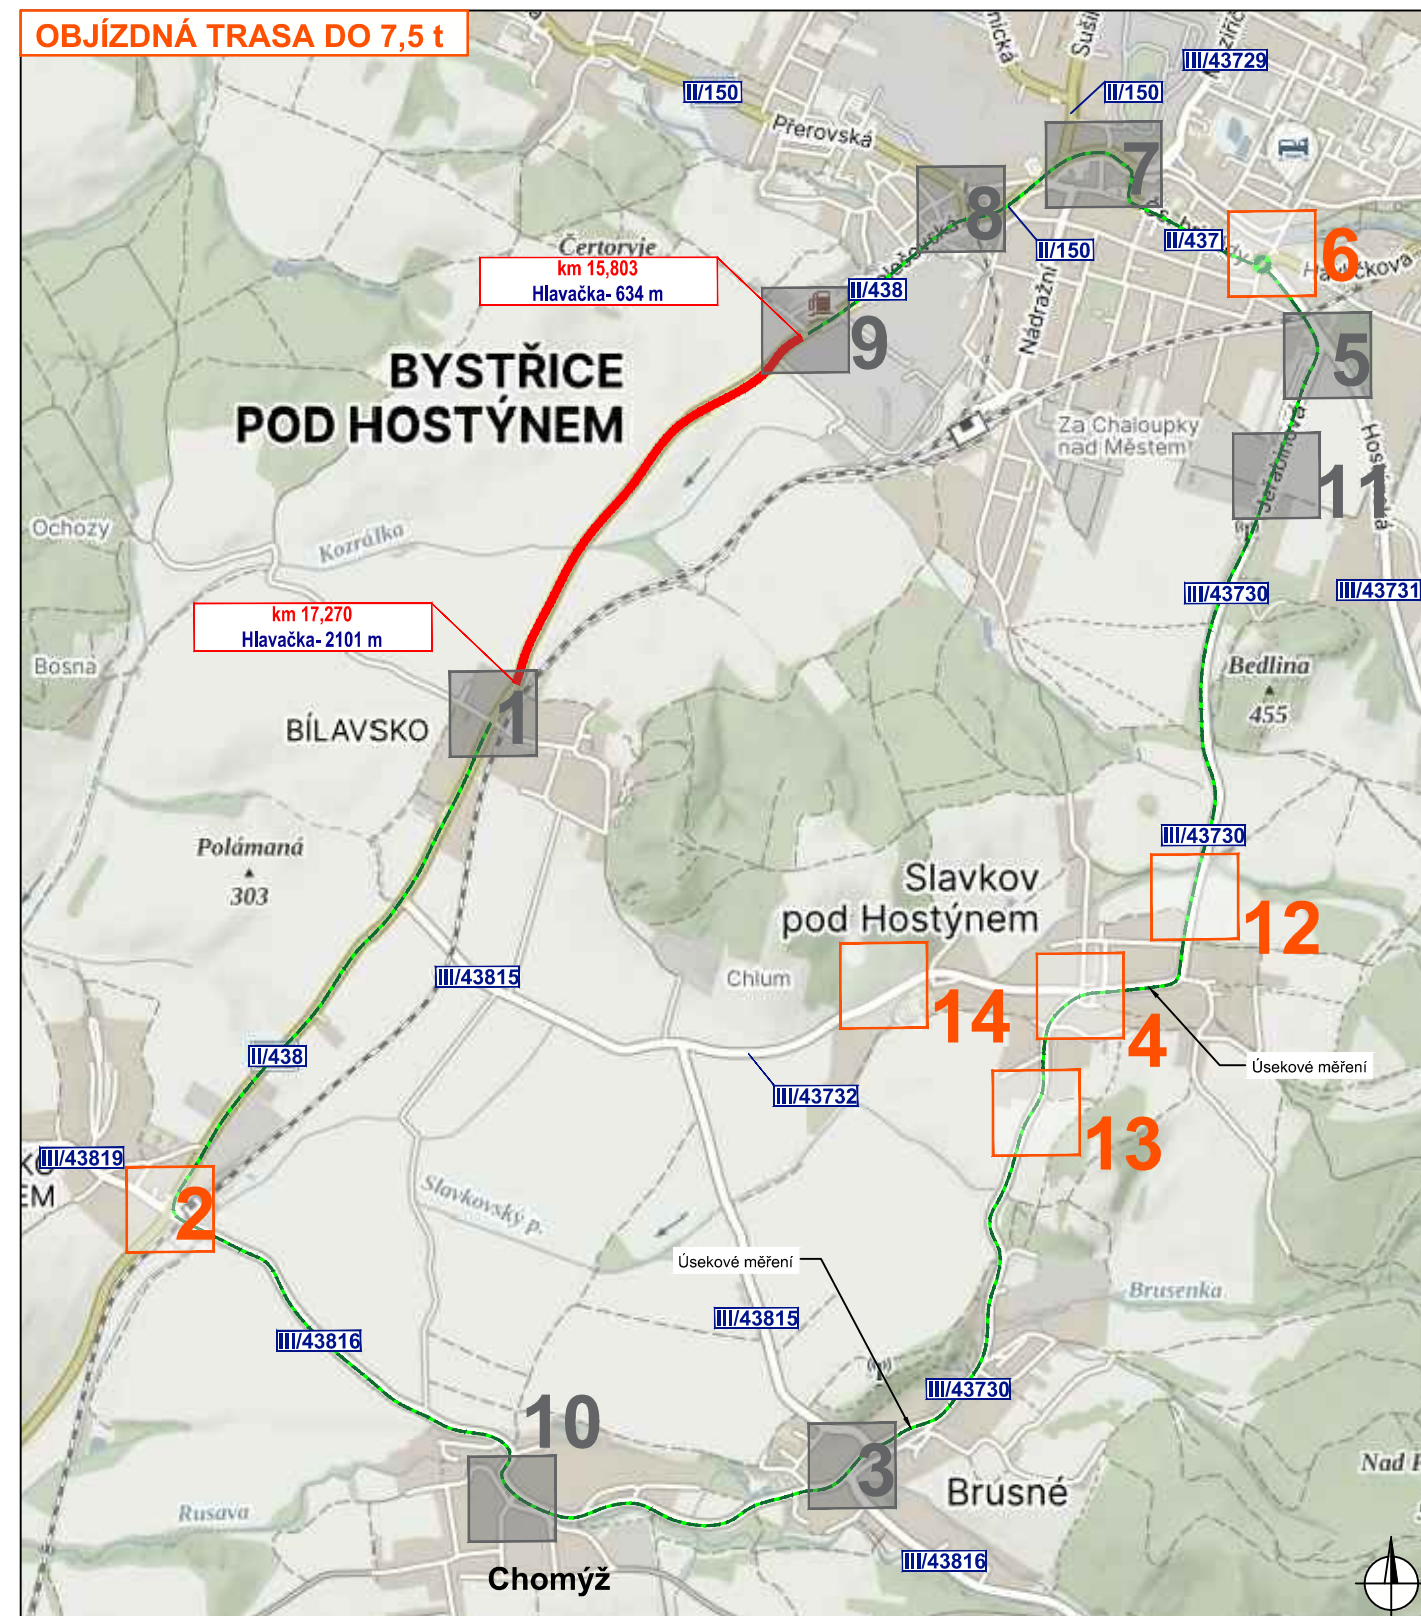 OBJÍZDNÁ TRASA DO 7,5 t
III/43729
II/150
II/150
Přerovská
7
8
II/150
II/437
6
Čertoryje
km 15,803
Hlavačka- 634 m
II/438
Nádražní
9
5
BYSTŘICE
POD HOSTÝNEM
Za Chaloupky
nad Městem
Jeřabinová
11
Ochozy
Kozrálka
III/43730
III/43731
km 17,270
Hlavačka- 2101 m
Bosna
Bedlina
455
1
BÍLAVSKO
III/43730
Polámaná
303
Slavkov
pod Hostýnem
12
III/43815
Chlum
14
4
Úsekové měření
II/438
III/43732
13
III/43819
2
Slavkovský p.
Úsekové měření
Brusenka
III/43815
III/43816
III/43730
10
3
Brusné
Rusava
III/43816
Chomýž